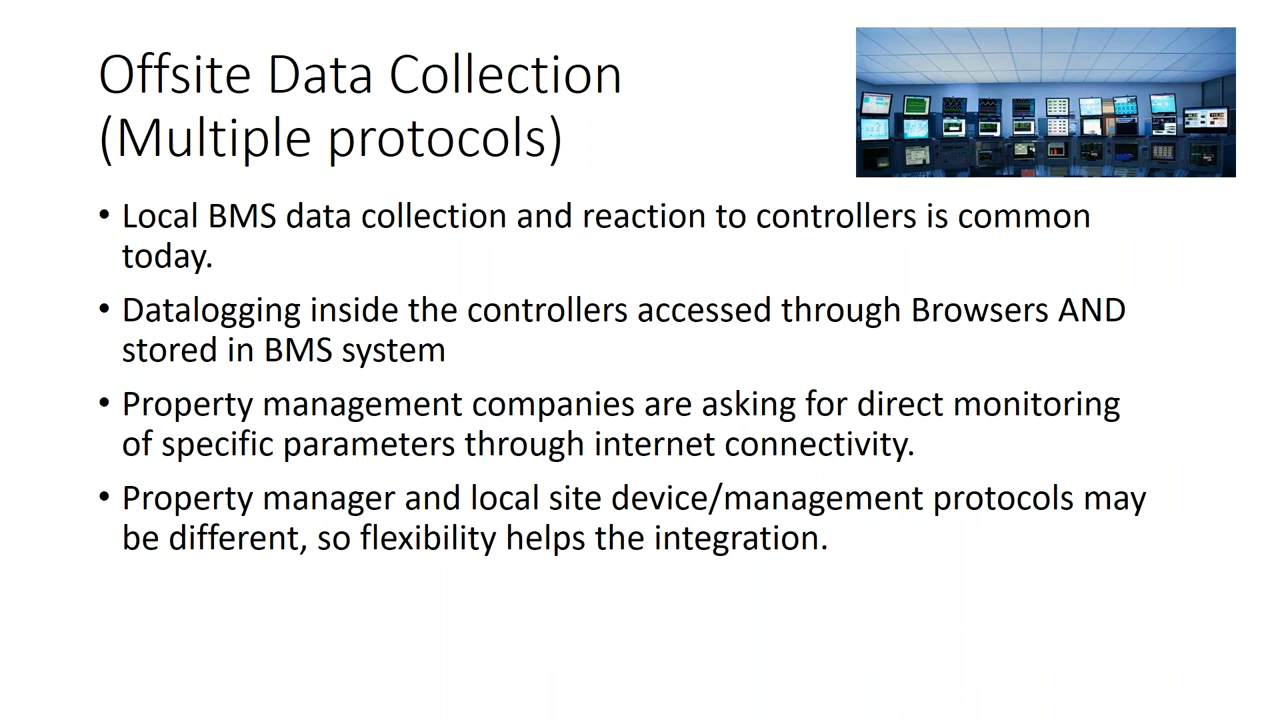 Offsite Data Collection
(Multiple protocols)
• Local BMS data collection and reaction to controllers is common
today.
• Datalogging inside the controllers accessed through Browsers AND
stored in BMS system
• Property management companies are asking for direct monitoring
of specific parameters through internet connectivity.
• Property manager and local site device/management protocols may
be different, so flexibility helps the integration.